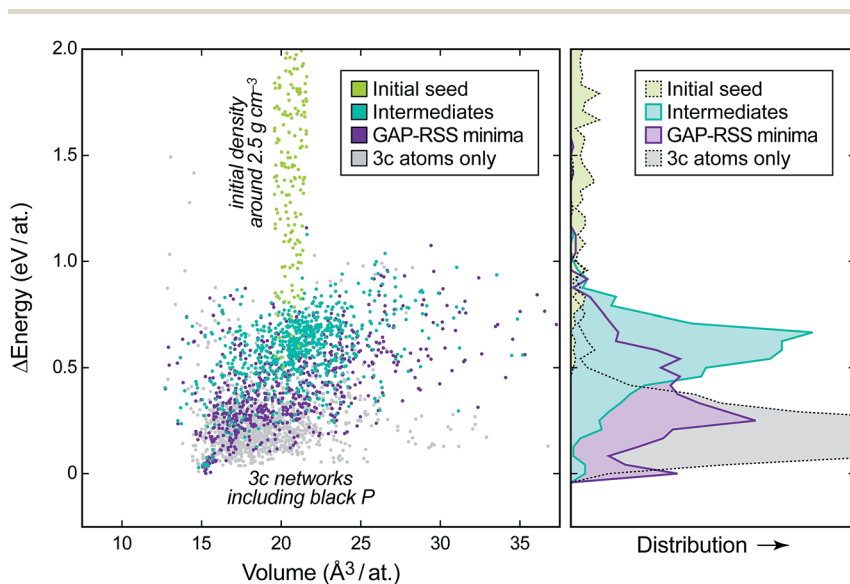 2.0
1.5
1.0
0.5
0
ΔEnergy (eV/at.)
initial density
around 2.5 g cm⁻³
Initial seed
Intermediates
GAP-RSS minima
3c atoms only
3c networks
including black P
10
15
20
25
30
35
Volume (Å³/at.)
Initial seed
Intermediates
GAP-RSS minima
3c atoms only
Distribution →